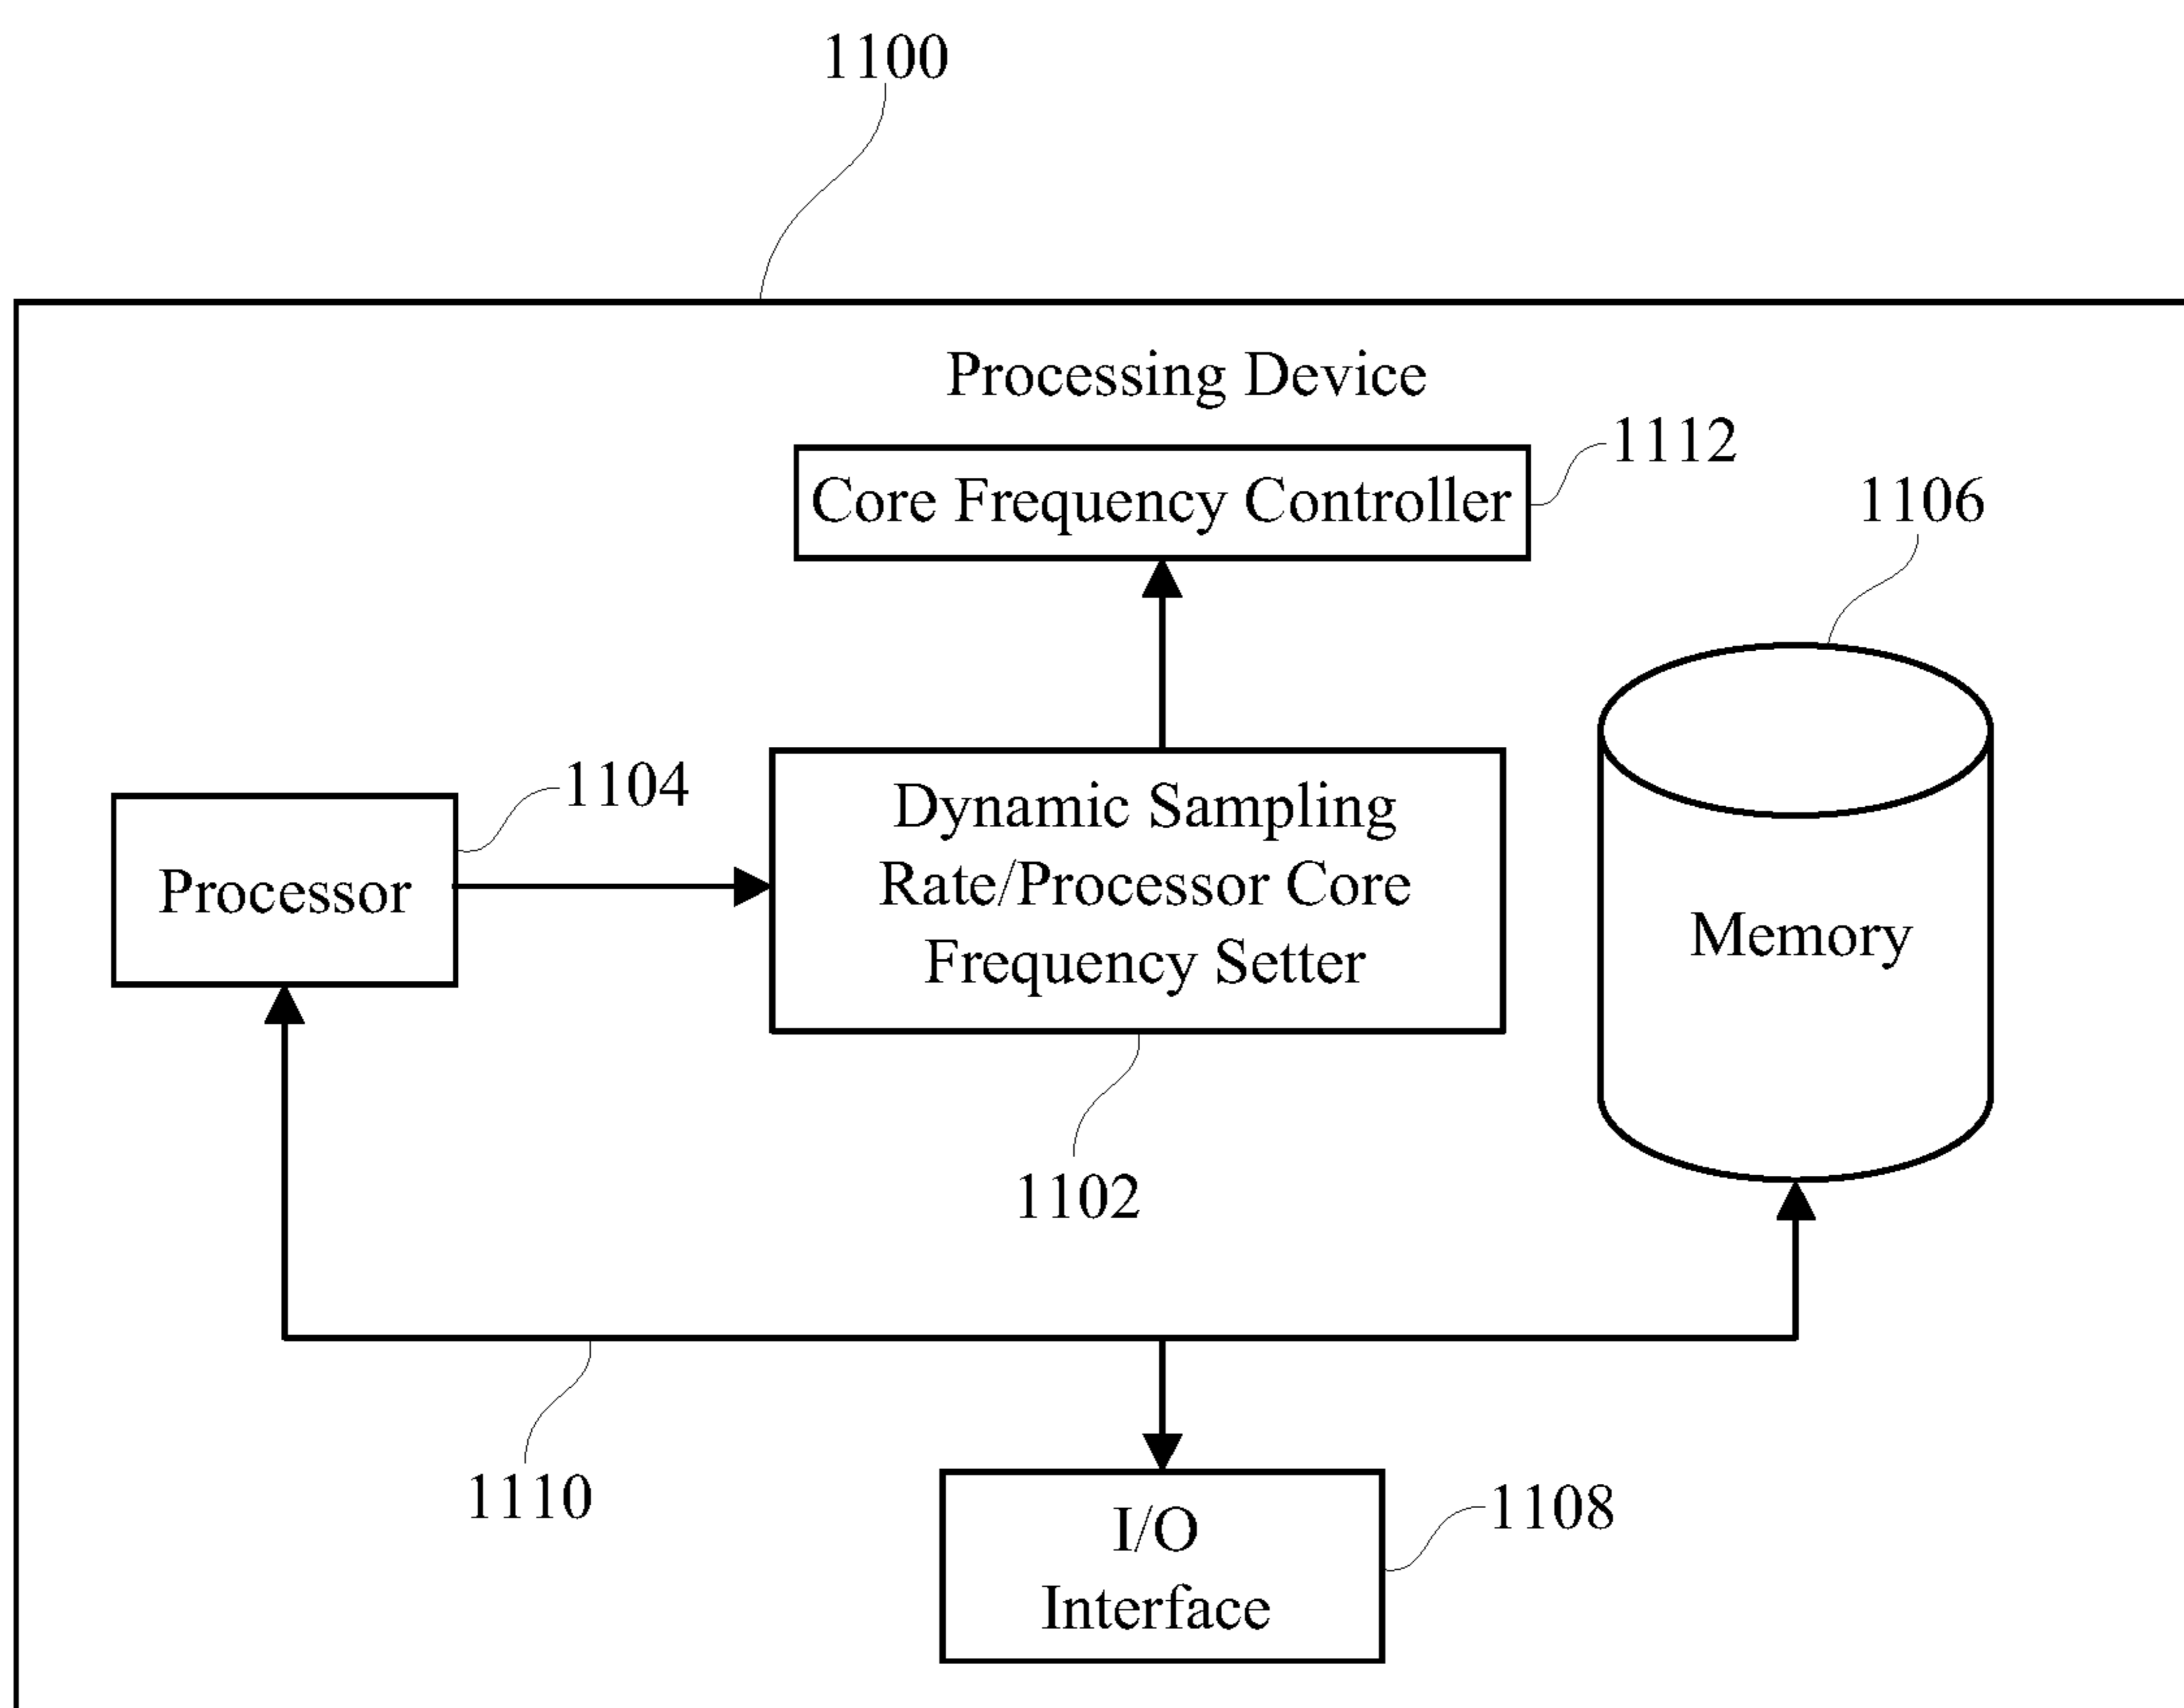 1100
Processing Device
Core Frequency Controller
1112
1106
1104
Processor
Dynamic Sampling
Rate/Processor Core
Frequency Setter
Memory
1102
1110
I/O
Interface
1108